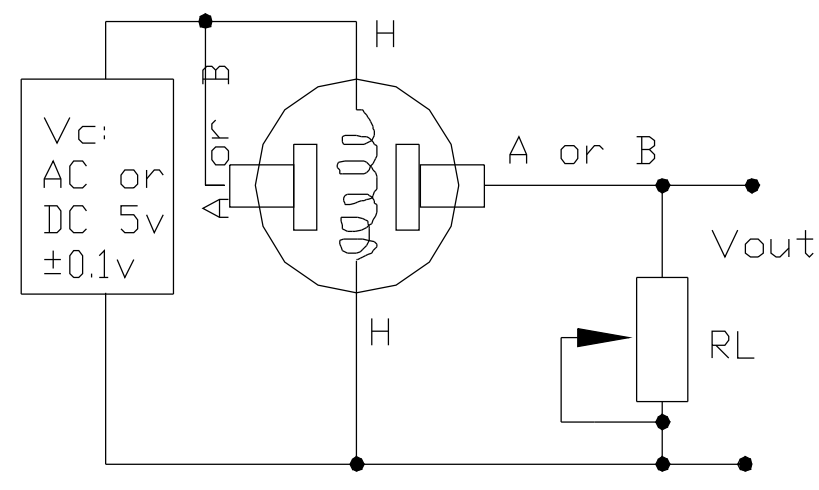 H
A or B
Vc:
AC or
DC 5v
±0.1v
A or B
Vout
H
RL